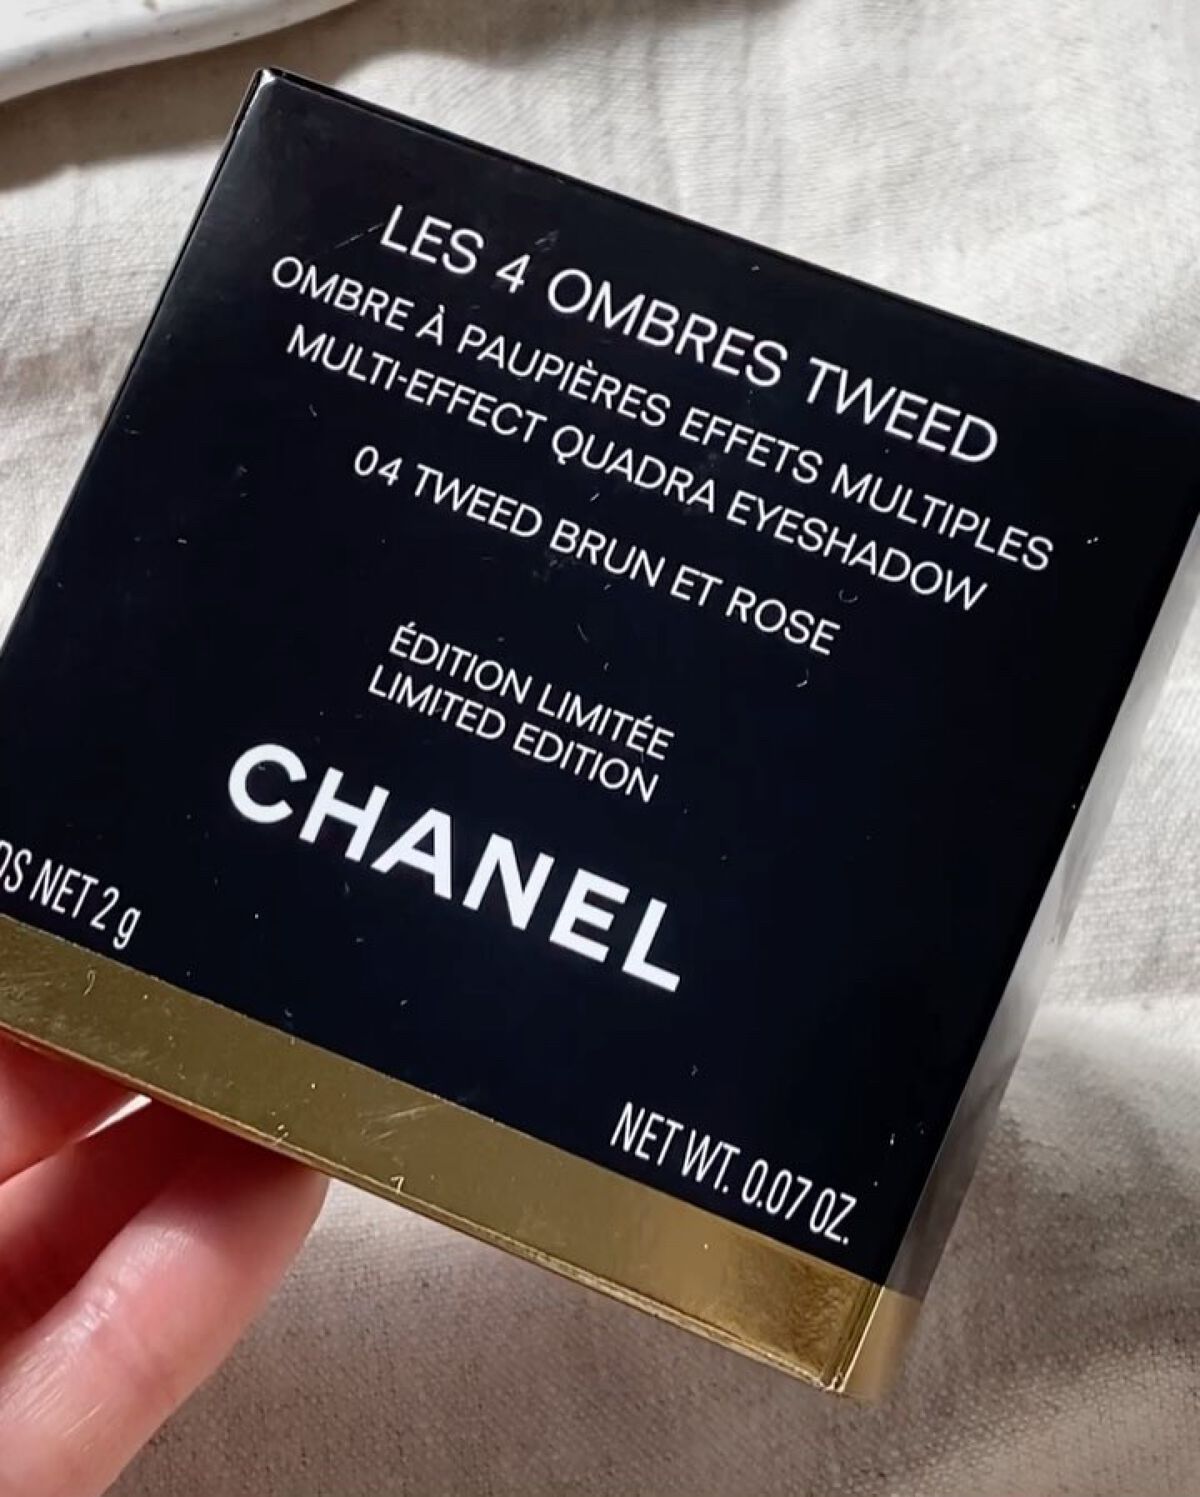 LES 4 OMBRES TWEED
OMBRE À PAUPIÈRES EFFETS MULTIPLES
MULTI-EFFECT QUADRA EYESHADOW
04 TWEED BRUN ET ROSE
ÉDITION LIMITÉE
LIMITED EDITION
CHANEL
NET 2 g
NET WT. 0.07 OZ.